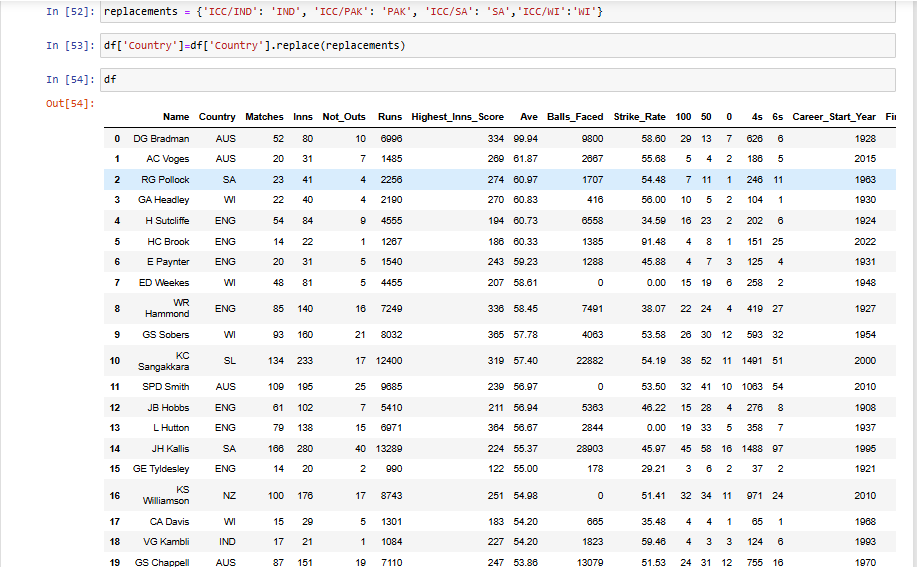 In [52]: replacements = {'ICC/IND': 'IND', 'ICC/PAK': 'PAK', 'ICC/SA': 'SA','ICC/WI':'WI'}
In [53]: df['Country']=df['Country'].replace(replacements)
In [54]: df
Out[54]:
Name Country Matches Inns Not_Outs Runs Highest_Inns_Score Ave Balls_Faced Strike_Rate 100 50 0 4s 6s Career_Start_Year Fi
0 DG Bradman AUS 52 80 10 6996 334 99.94 9800 58.60 29 13 7 626 6 1928
1 AC Voges AUS 20 31 7 1485 269 61.87 2667 55.68 5 4 2 186 5 2015
2 RG Pollock SA 23 41 4 2256 274 60.97 1707 54.48 7 11 1 246 11 1963
3 GA Headley WI 22 40 4 2190 270 60.83 416 56.00 10 5 2 104 1 1930
4 H Sutcliffe ENG 54 84 9 4555 194 60.73 6558 34.59 16 23 2 202 6 1924
5 HC Brook ENG 14 22 1 1267 186 60.33 1385 91.48 4 8 1 151 25 2022
6 E Paynter ENG 20 31 5 1540 243 59.23 1288 45.88 4 7 3 125 4 1931
7 ED Weekes WI 48 81 5 4455 207 58.61 0 0.00 15 19 6 258 2 1948
8 WR Hammond ENG 85 140 16 7249 336 58.45 7491 38.07 22 24 4 419 27 1927
9 GS Sobers WI 93 160 21 8032 365 57.78 4063 53.58 26 30 12 593 32 1954
10 KC Sangakkara SL 134 233 17 12400 319 57.40 22882 54.19 38 52 11 1491 51 2000
11 SPD Smith AUS 109 195 25 9685 239 56.97 0 53.50 32 41 10 1063 54 2010
12 JB Hobbs ENG 61 102 7 5410 211 56.94 5363 46.22 15 28 4 276 8 1908
13 L Hutton ENG 79 138 15 6971 364 56.67 2844 0.00 19 33 5 358 7 1937
14 JH Kallis SA 166 280 40 13289 224 55.37 28903 45.97 45 58 16 1488 97 1995
15 GE Tyldesley ENG 14 20 2 990 122 55.00 178 29.21 3 6 2 37 2 1921
16 KS Williamson NZ 100 176 17 8743 251 54.98 0 51.41 32 34 11 971 24 2010
17 CA Davis WI 15 29 5 1301 183 54.20 665 35.48 4 4 1 65 1 1968
18 VG Kambli IND 17 21 1 1084 227 54.20 1823 59.46 4 3 3 124 6 1993
19 GS Chappell AUS 87 151 19 7110 247 53.86 13079 51.53 24 31 12 755 16 1970